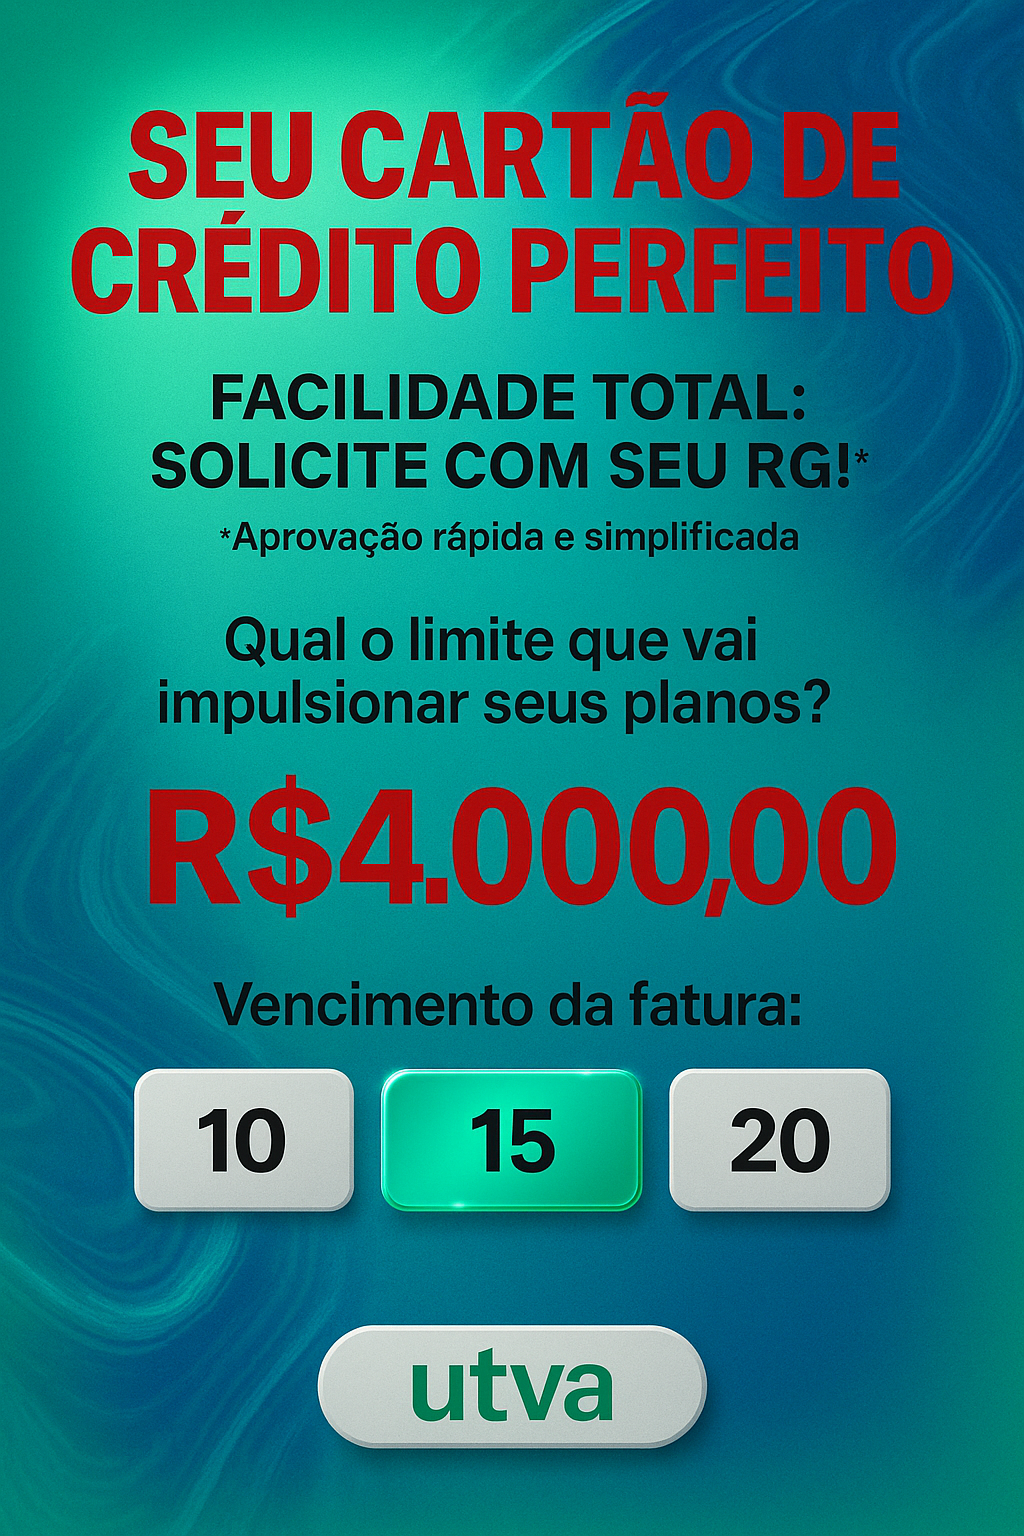 SEU CARTÃO DE
CRÉDITO PERFEITO
FACILIDADE TOTAL:
SOLICITE COM SEU RG!*
*Aprovação rápida e simplificada
Qual o limite que vai
impulsionar seus planos?
R$4.000,00
Vencimento da fatura:
10 15 20
utva